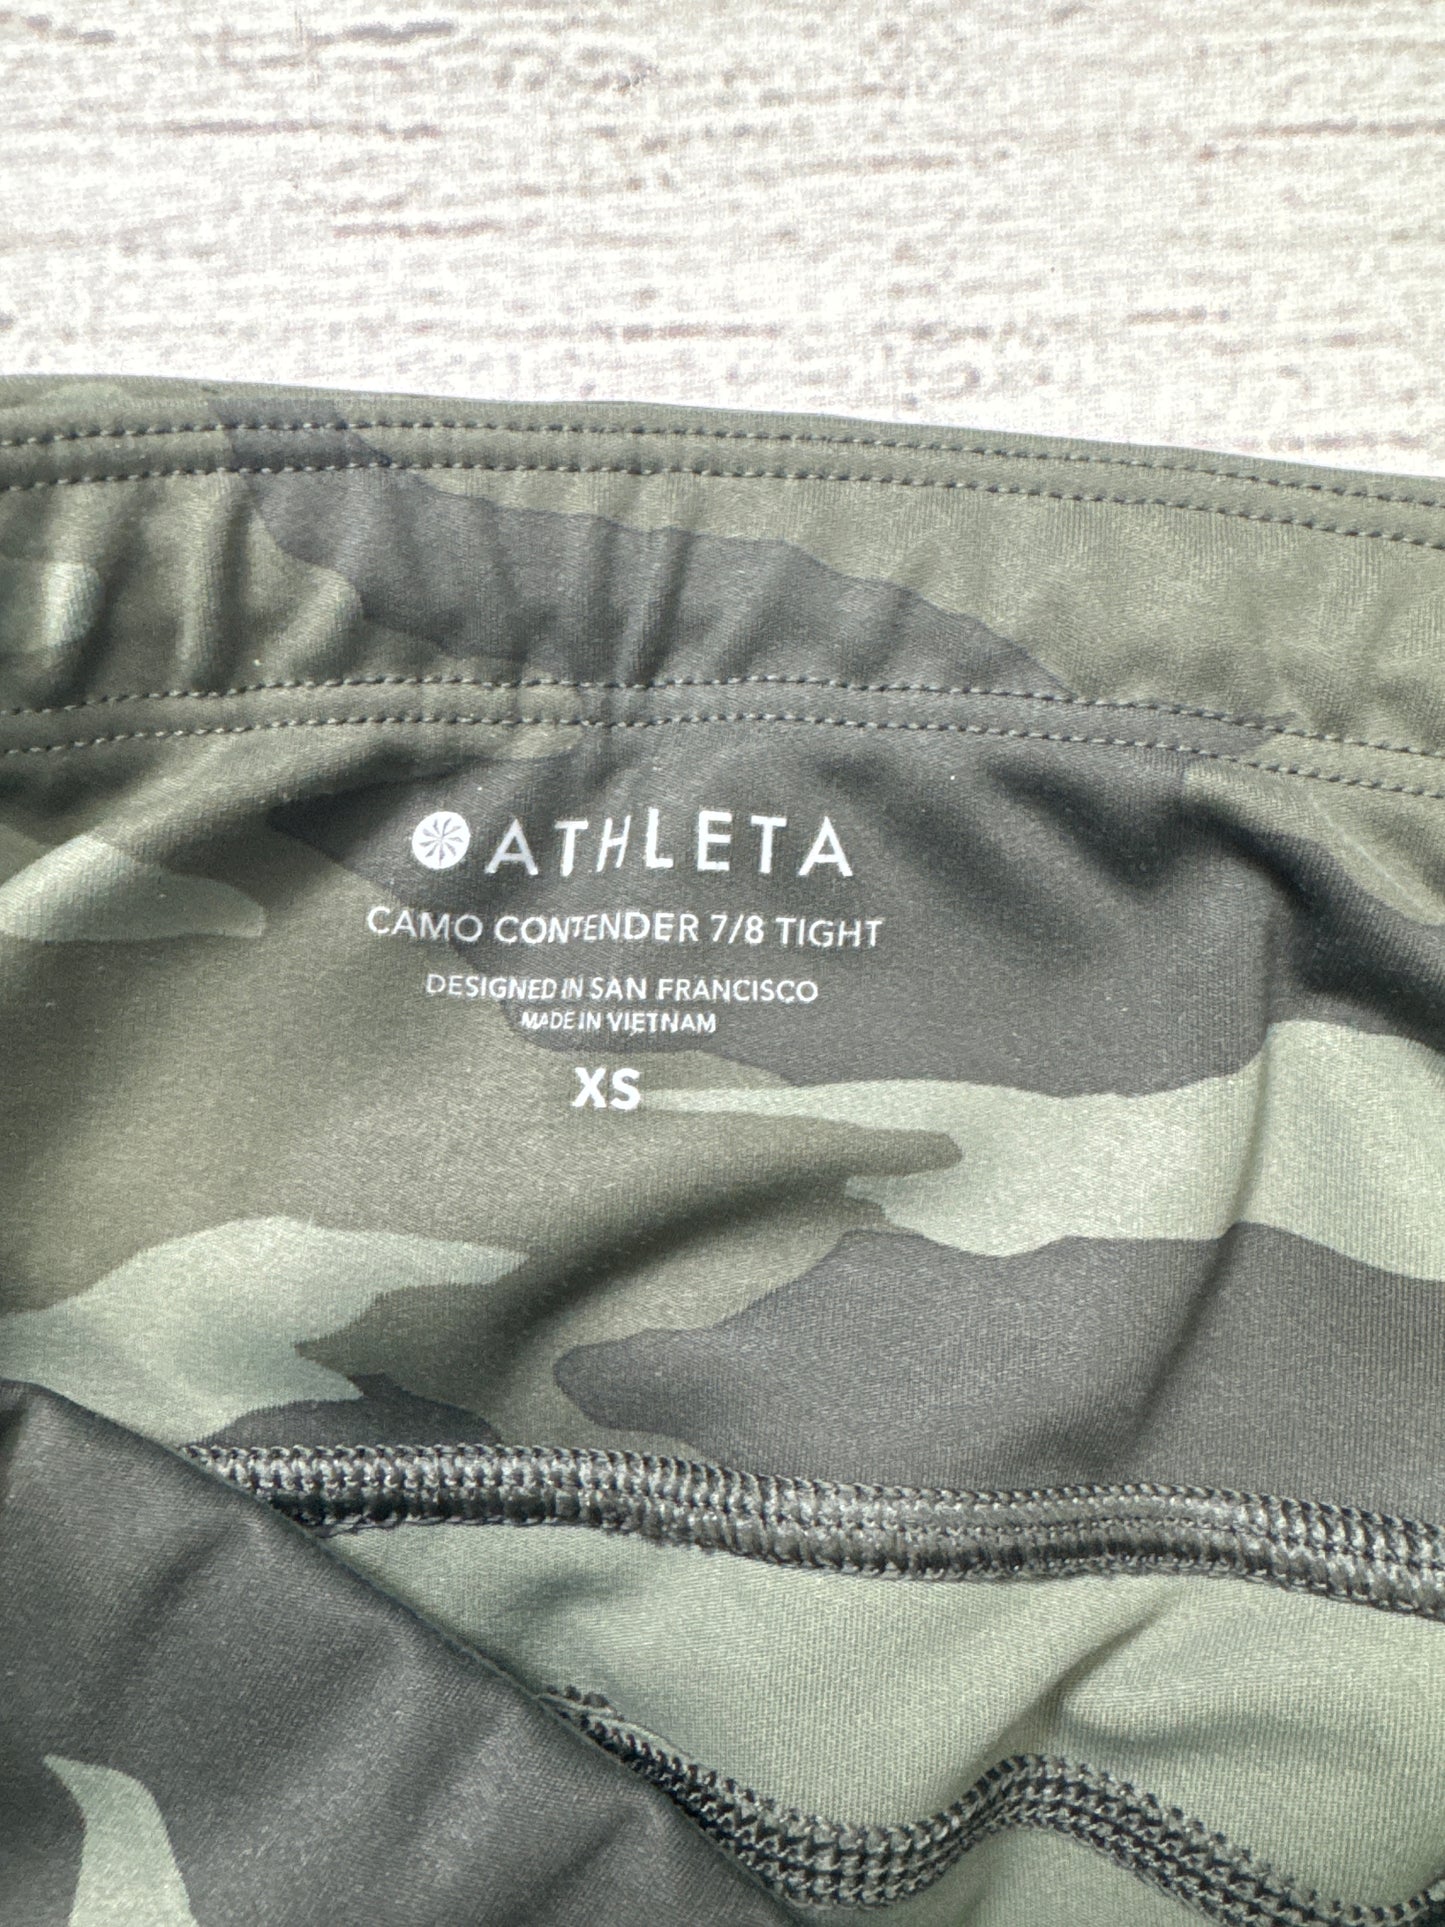 ATHLETA
CAMO CONTENDER 7/8 TIGHT
DESIGNED IN SAN FRANCISCO
MADE IN VIETNAM
XS